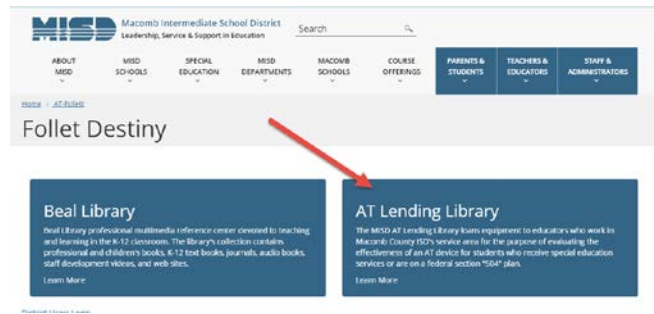 MISD
Macomb Intermediate School District
Leadership, Service & Support in Education
Search
ABOUT MISD
MISD SCHOOLS
SPECIAL EDUCATION
MISD DEPARTMENTS
MACOMB SCHOOLS
COURSE OFFERINGS
PARENTS & STUDENTS
TEACHERS & EDUCATORS
STAFF & ADMINISTRATORS
Home / AT-Follett
Follet Destiny
Beal Library
Beal Library professional multimedia reference center devoted to teaching
and learning in the K-12 classroom. The library's collection contains
professional and children's books, K-12 text books, journals, audio books,
staff development videos, and web sites.
Learn More
AT Lending Library
The MISD AT Lending Library loans equipment to educators who work in
Macomb County ISD's service area for the purpose of evaluating the
effectiveness of an AT device for students who receive special education
services or are on a federal section "504" plan.
Learn More